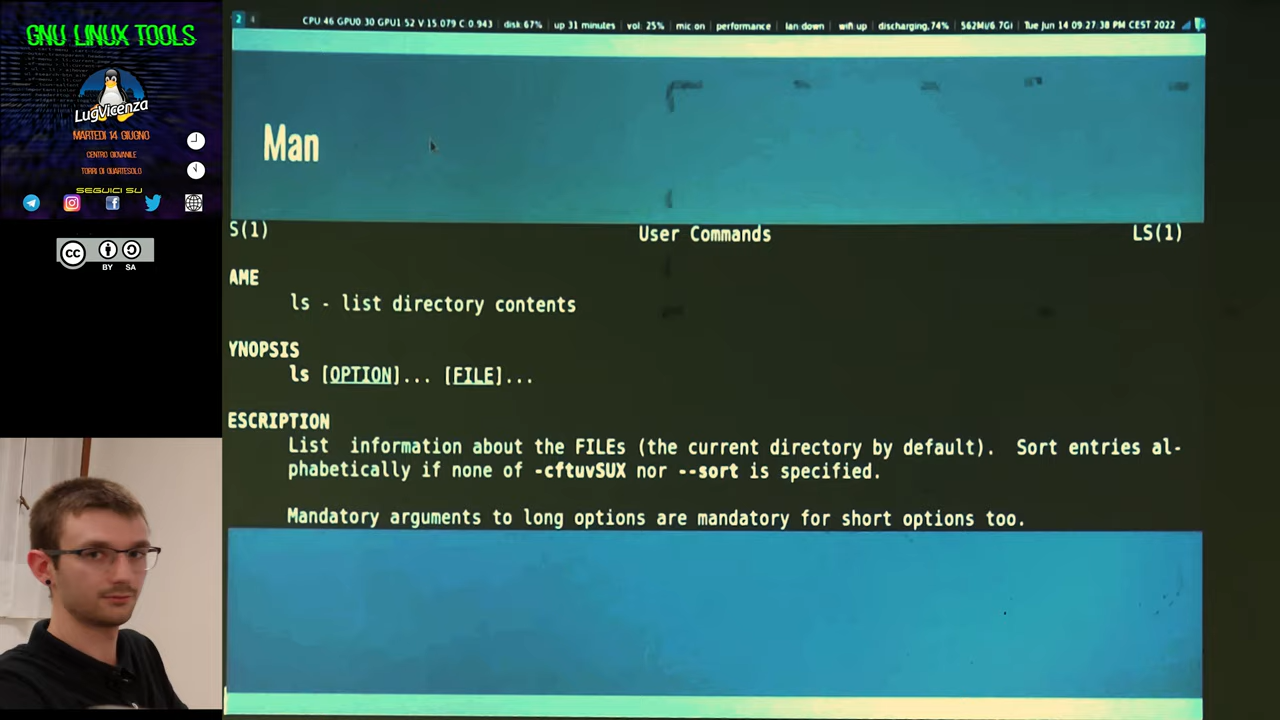 GNU LINUX TOOLS
LugVicenza
MARTEDI 14 GIUGNO
CENTRO GIOVANILE
TORRI DI QUARTESOLO
SEGUICI SU
CC
BY SA
2 4 CPU 46 GPU0 30 GPU1 52 V 15 079 C 0 943 disk: 67% up 31 minutes vol: 25% mic on performance lan down wifi up discharging, 74% 562Mi/6.7Gi Tue Jun 14 09:27:38 PM CEST 2022
Man
S(1) User Commands LS(1)
AME
ls - list directory contents
YNOPSIS
ls [OPTION]... [FILE]...
ESCRIPTION
List information about the FILEs (the current directory by default). Sort entries al-
phabetically if none of -cftuvSUX nor --sort is specified.
Mandatory arguments to long options are mandatory for short options too.